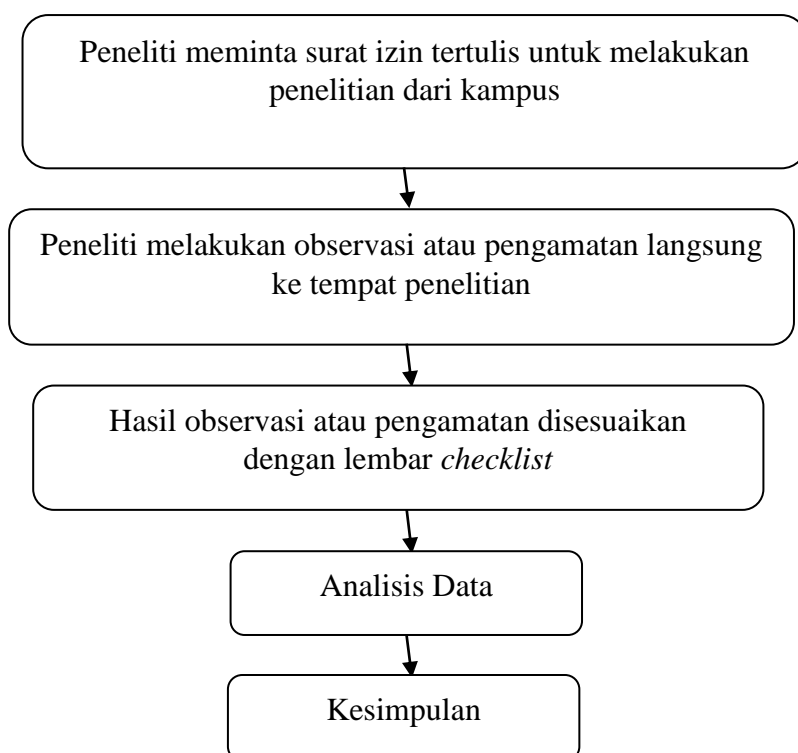 Peneliti meminta surat izin tertulis untuk melakukan
penelitian dari kampus
Peneliti melakukan observasi atau pengamatan langsung
ke tempat penelitian
Hasil observasi atau pengamatan disesuaikan
dengan lembar checklist
Analisis Data
Kesimpulan